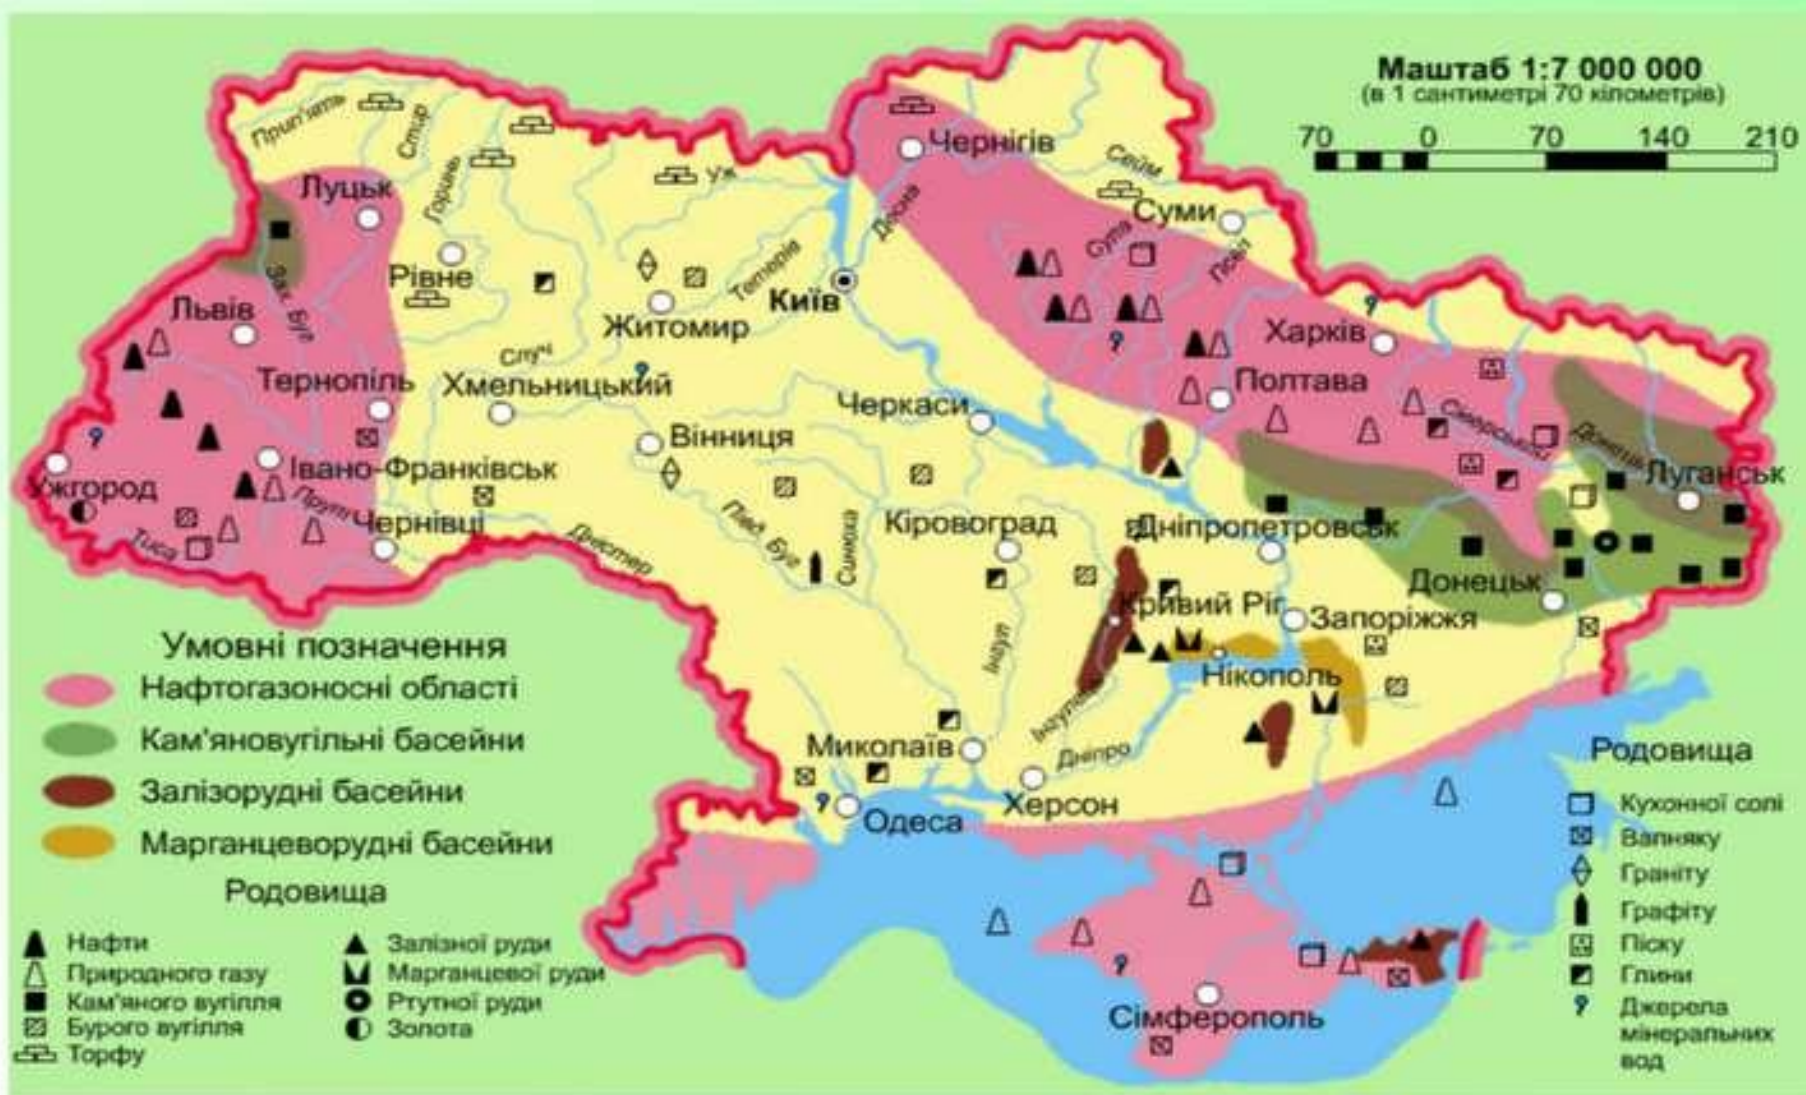 Маштаб 1:7 000 000
(в 1 сантиметрі 70 кілометрів)
70 0 70 140 210
Прип'ять
Стир
Горинь
Уж
Чернігів
Сейм
Луцьк
Десна
Суми
Сула
Псел
Рівне
Тетерів
Київ
Зах. Буг
Львів
Житомир
Харків
Случ
Тернопіль
Хмельницький
Полтава
Черкаси
Сіверський
Донець
Вінниця
Івано-Франківськ
Луганськ
Ужгород
Прут
Чернівці
Тиса
Дністер
Півд. Буг
Синюха
Кіровоград
Дніпропетровськ
Донецьк
Кривий Ріг
Запоріжжя
Інгул
Нікополь
Інгулець
Миколаїв
Дніпро
Херсон
Одеса
Сімферополь
Умовні позначення
Нафтогазоносні області
Кам'яновугільні басейни
Залізорудні басейни
Марганцеворудні басейни
Родовища
Нафти
Природного газу
Кам'яного вугілля
Бурого вугілля
Торфу
Залізної руди
Марганцевої руди
Ртутної руди
Золота
Родовища
Кухонної солі
Вапняку
Граніту
Графіту
Піску
Глини
Джерела
мінеральних
вод